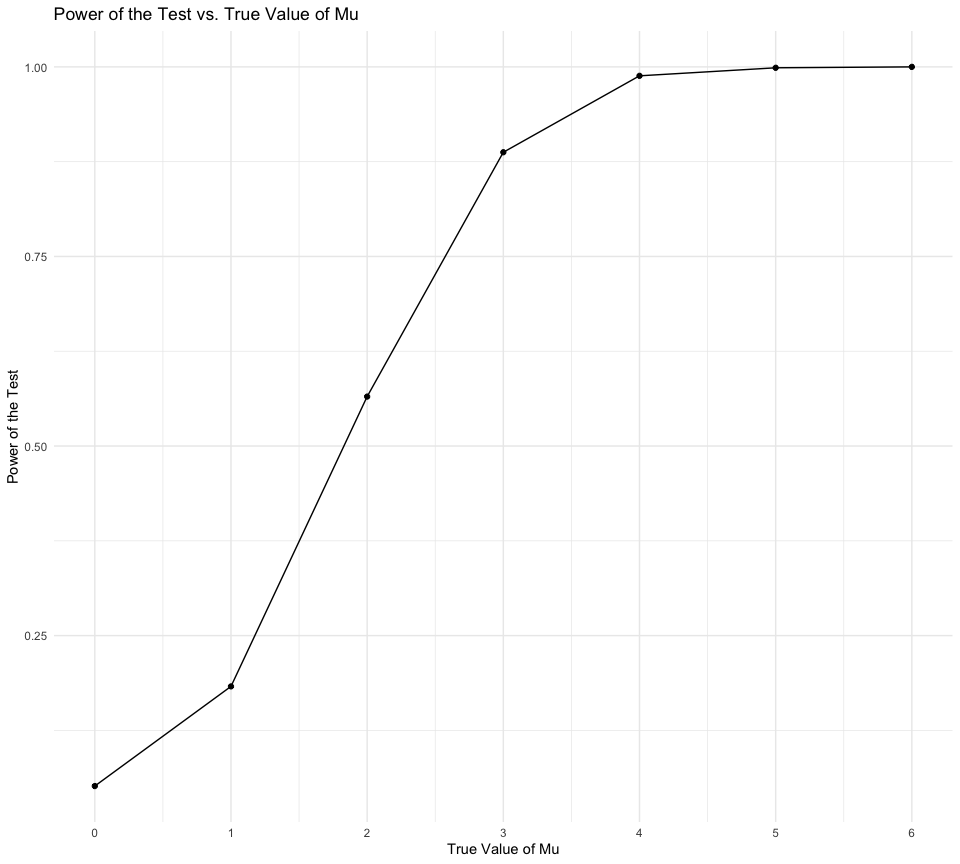 Power of the Test vs. True Value of Mu
1.00
0.75
0.50
0.25
Power of the Test
0 1 2 3 4 5 6
True Value of Mu